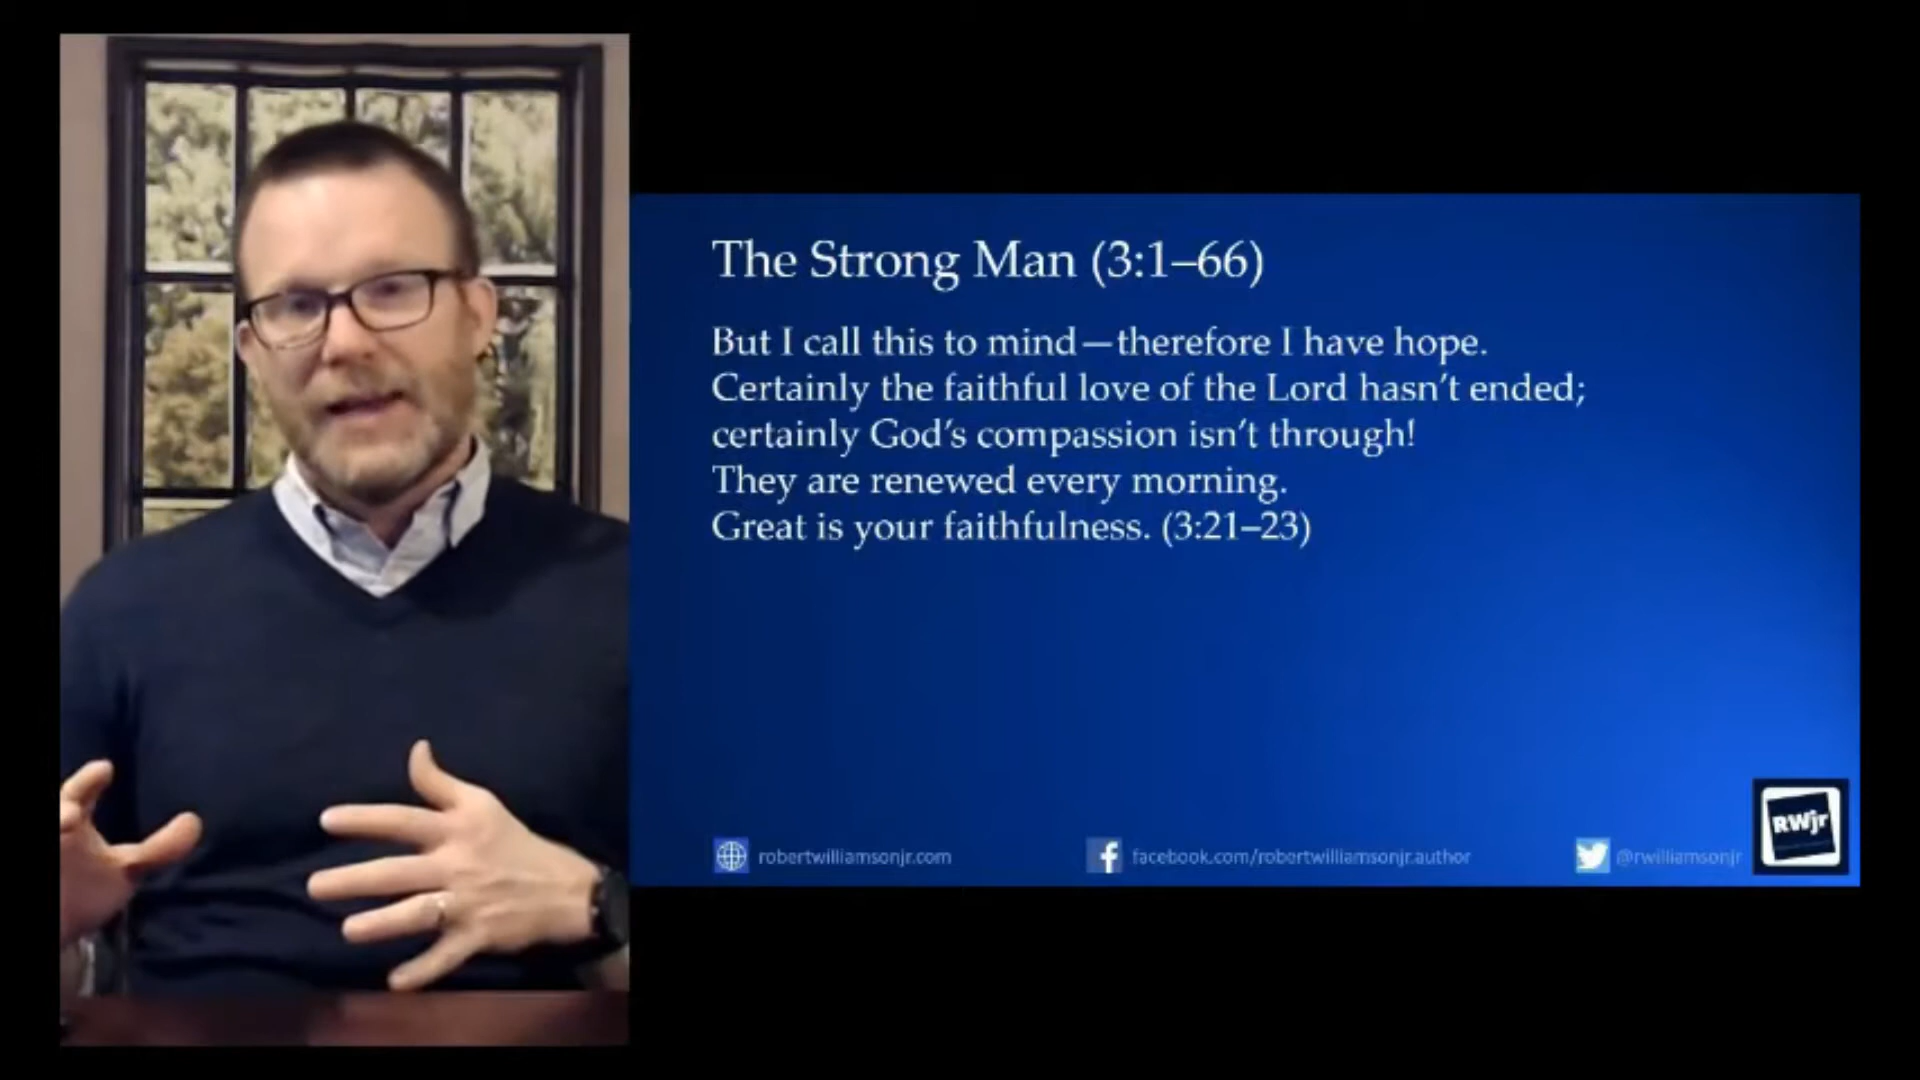 The Strong Man (3:1–66)
But I call this to mind—therefore I have hope.
Certainly the faithful love of the Lord hasn't ended;
certainly God's compassion isn't through!
They are renewed every morning.
Great is your faithfulness. (3:21–23)
robertwilliamsonjr.com
facebook.com/robertwilliamsonjr.author
@rwilliamsonjr
RWjr